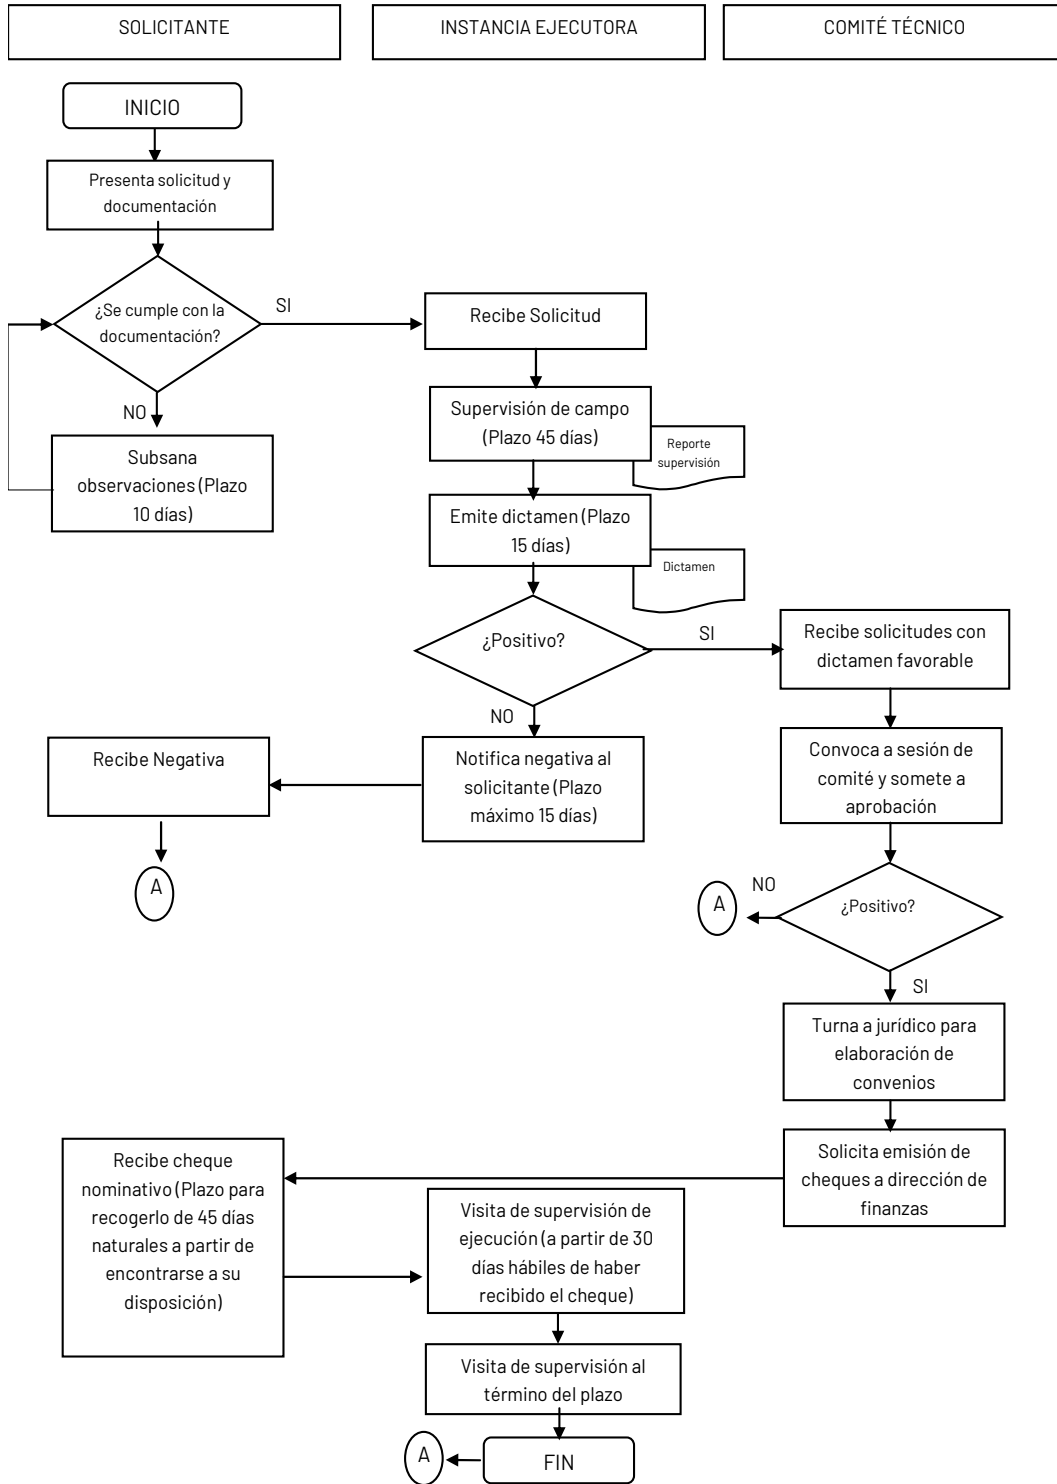 SOLICITANTE
INSTANCIA EJECUTORA
COMITÉ TÉCNICO
INICIO
Presenta solicitud y
documentación
¿Se cumple con la
documentación?
SI
NO
Subsana
observaciones (Plazo
10 días)
Recibe Solicitud
Supervisión de campo
(Plazo 45 días)
Reporte
supervisión
Emite dictamen (Plazo
15 días)
Dictamen
¿Positivo?
SI
NO
Recibe solicitudes con
dictamen favorable
Notifica negativa al
solicitante (Plazo
máximo 15 días)
Recibe Negativa
A
Convoca a sesión de
comité y somete a
aprobación
¿Positivo?
NO
A
SI
Turna a jurídico para
elaboración de
convenios
Solicita emisión de
cheques a dirección de
finanzas
Recibe cheque
nominativo (Plazo para
recogerlo de 45 días
naturales a partir de
encontrarse a su
disposición)
Visita de supervisión de
ejecución (a partir de 30
días hábiles de haber
recibido el cheque)
Visita de supervisión al
término del plazo
A
FIN